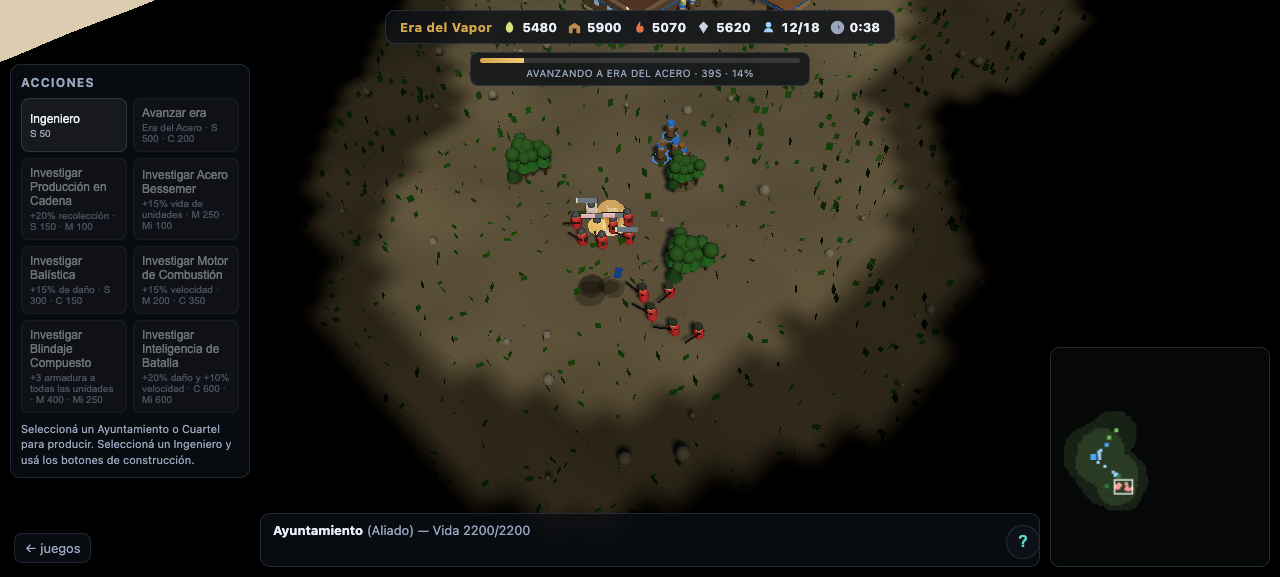 Era del Vapor 5480 5900 5070 5620 12/18 0:38
AVANZANDO A ERA DEL ACERO · 39S · 14%
ACCIONES
Ingeniero
S 50
Avanzar era
Era del Acero · S
500 · C 200
Investigar
Producción en
Cadena
+20% recolección ·
S 150 · M 100
Investigar Acero
Bessemer
+15% vida de
unidades · M 250 ·
Mi 100
Investigar
Balística
+15% de daño · S
300 · C 150
Investigar Motor
de Combustión
+15% velocidad ·
M 200 · C 350
Investigar
Blindaje
Compuesto
+3 armadura a
todas las unidades
· M 400 · Mi 250
Investigar
Inteligencia de
Batalla
+20% daño y +10%
velocidad · C 600 ·
Mi 600
Seleccioná un Ayuntamiento o Cuartel
para producir. Seleccioná un Ingeniero y
usá los botones de construcción.
← juegos
Ayuntamiento (Aliado) — Vida 2200/2200
?